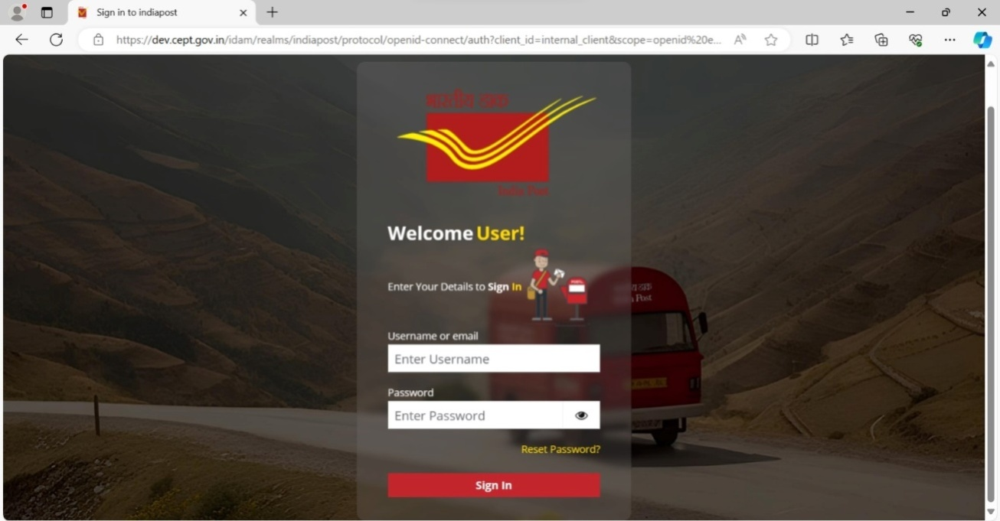 Sign in to indiapost
https://dev.cept.gov.in/idam/realms/indiapost/protocol/openid-connect/auth?client_id=internal_client&scope=openid%20e...
भारतीय डाक
India Post
Welcome User!
Enter Your Details to Sign In
Post
Username or email
Enter Username
Password
Enter Password
Reset Password?
Sign In